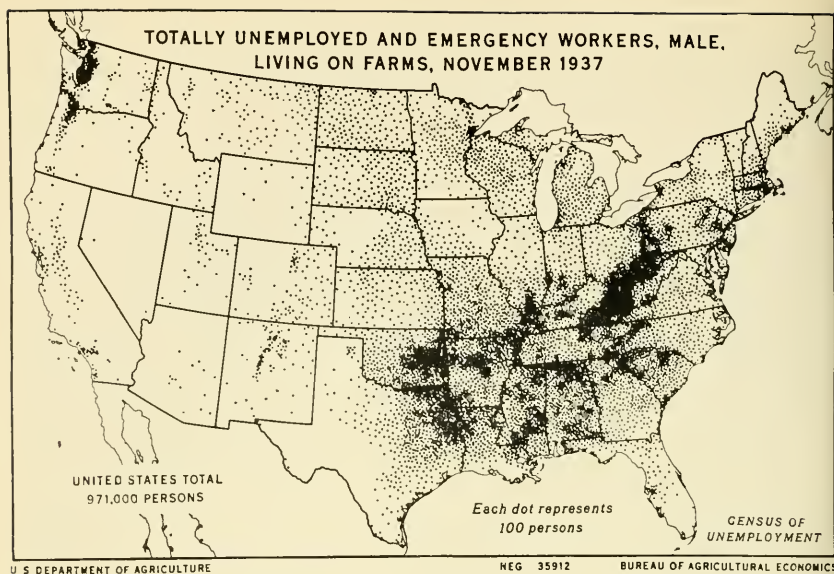 TOTALLY UNEMPLOYED AND EMERGENCY WORKERS, MALE,
LIVING ON FARMS, NOVEMBER 1937
UNITED STATES TOTAL
971,000 PERSONS
Each dot represents
100 persons
CENSUS OF
UNEMPLOYMENT
U S DEPARTMENT OF AGRICULTURE
NEG 35912
BUREAU OF AGRICULTURAL ECONOMICS